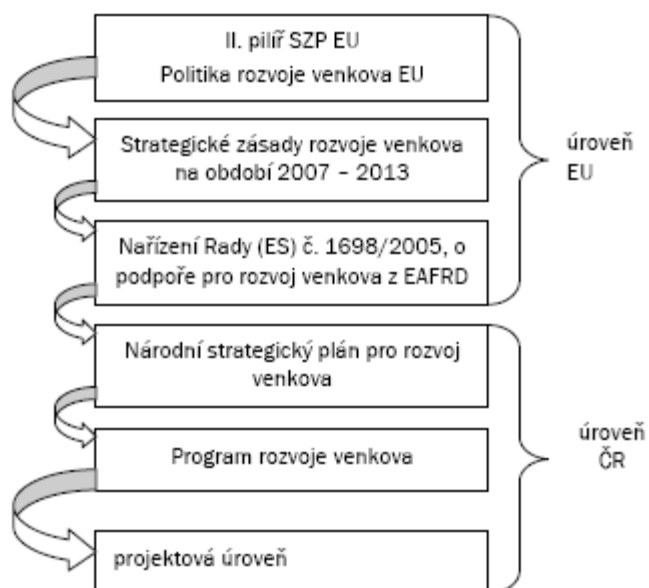 II. pilíř SZP EU
Politika rozvoje venkova EU
Strategické zásady rozvoje venkova
na období 2007 – 2013
úroveň
EU
Nařízení Rady (ES) č. 1698/2005, o
podpoře pro rozvoj venkova z EAFRD
Národní strategický plán pro rozvoj
venkova
Program rozvoje venkova
úroveň
ČR
projektová úroveň